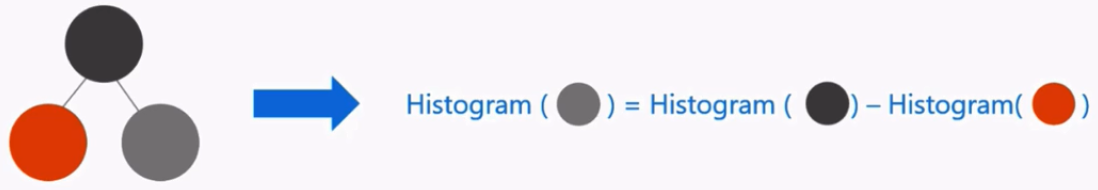 Histogram ( ) = Histogram ( ) – Histogram( )